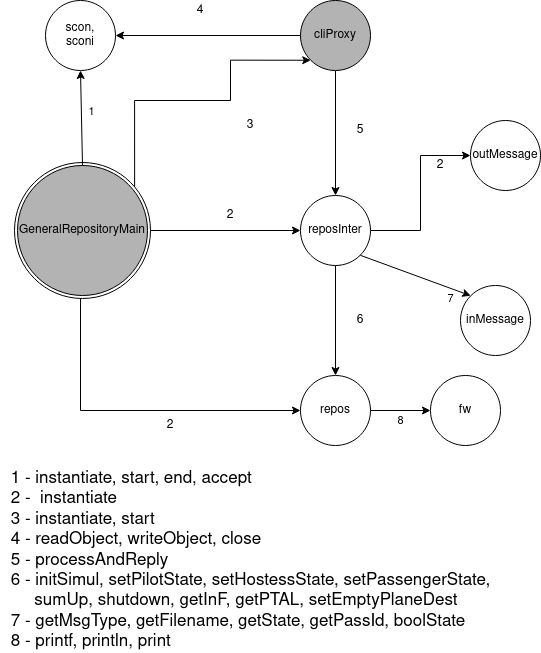 4
scon,
sconi
cliProxy
1
3
5
outMessage
2
GeneralRepositoryMain
2
reposInter
7
inMessage
6
repos
fw
2
8
1 - instantiate, start, end, accept
2 -  instantiate
3 - instantiate, start
4 - readObject, writeObject, close
5 - processAndReply
6 - initSimul, setPilotState, setHostessState, setPassengerState,
sumUp, shutdown, getInF, getPTAL, setEmptyPlaneDest
7 - getMsgType, getFilename, getState, getPassId, boolState
8 - printf, println, print